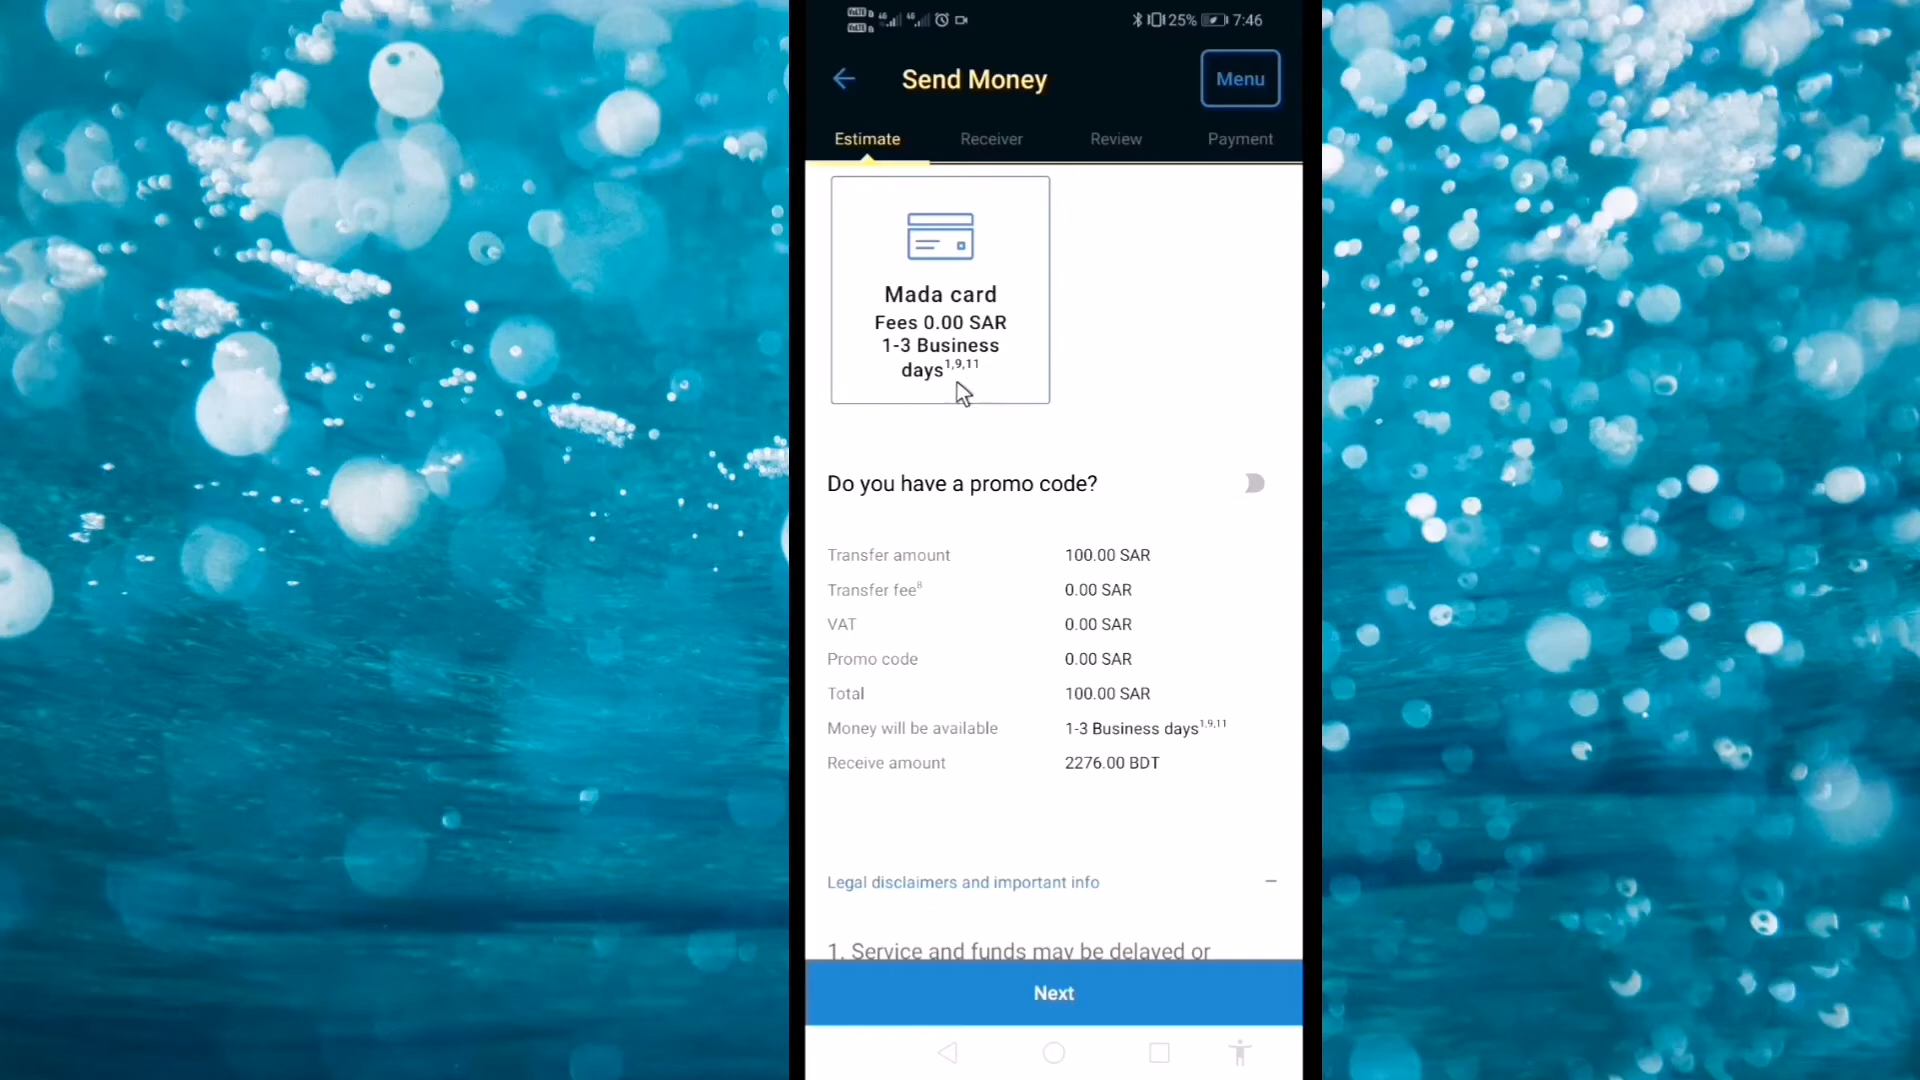 25% 7:46
Send Money
Menu
Estimate Receiver Review Payment
Mada card
Fees 0.00 SAR
1-3 Business
days1,9,11
Do you have a promo code?
Transfer amount 100.00 SAR
Transfer fee8 0.00 SAR
VAT 0.00 SAR
Promo code 0.00 SAR
Total 100.00 SAR
Money will be available 1-3 Business days1,9,11
Receive amount 2276.00 BDT
Legal disclaimers and important info
1. Service and funds may be delayed or
Next